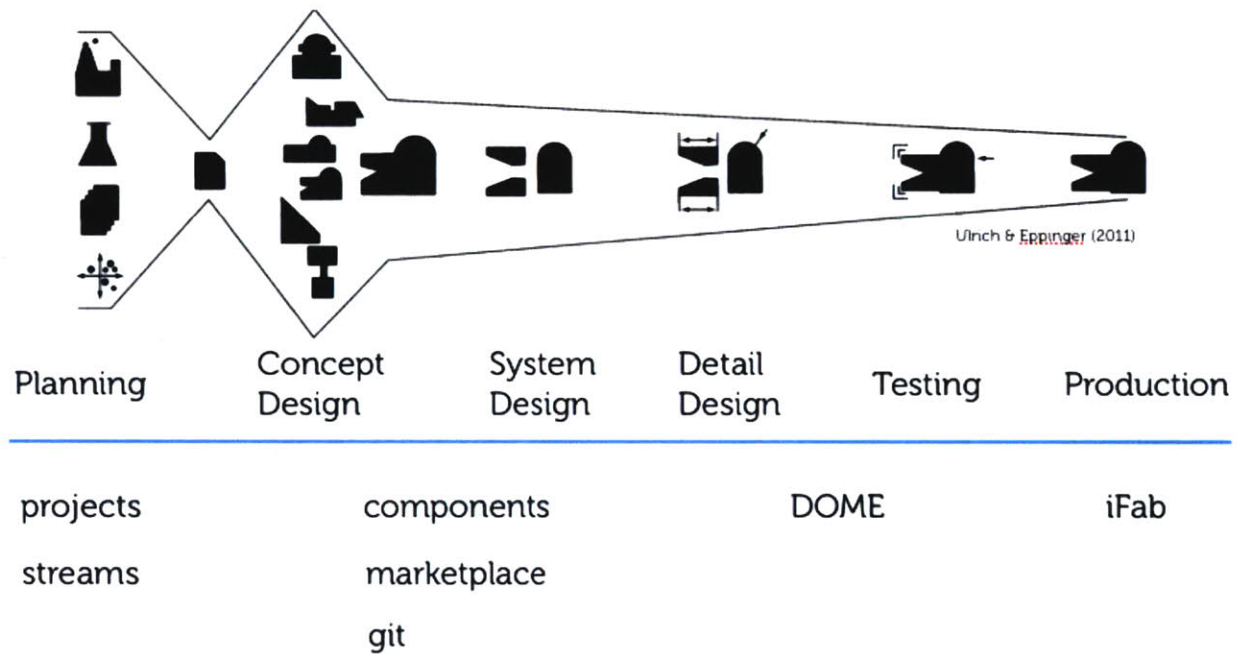 Ulrich & Eppinger (2011)
Planning
Concept
Design
System
Design
Detail
Design
Testing
Production
projects
components
DOME
iFab
streams
marketplace
git